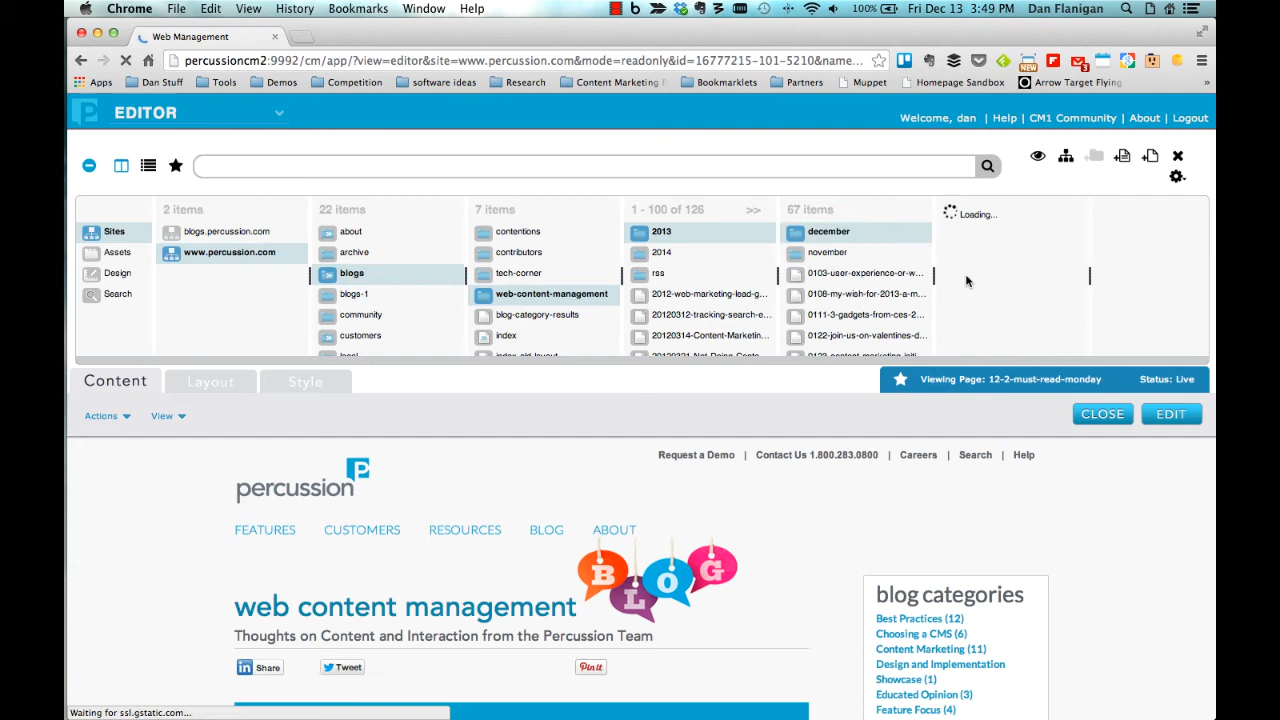 Chrome File Edit View History Bookmarks Window Help 100% Fri Dec 13 3:49 PM Dan Flanigan
Web Management
percussioncm2:9992/cm/app/?view=editor&site=www.percussion.com&mode=readonly&id=16777215-101-5210&name...
Apps Dan Stuff Tools Demos Competition software ideas Research Content Marketing Bookmarklets Partners Muppet Homepage Sandbox Arrow Target Flying »
EDITOR
Welcome, dan | Help | CM1 Community | About | Logout
2 items 22 items 7 items 1 - 100 of 126 >> 67 items Loading...
Sites blogs.percussion.com about contentions 2013 december
Assets www.percussion.com archive contributors 2014 november
Design blogs tech-corner rss 0103-user-experience-or-w...
Search blogs-1 web-content-management 2012-web-marketing-lead-g... 0108-my-wish-for-2013-a-m...
community blog-category-results 20120312-tracking-search-e... 0111-3-gadgets-from-ces-2...
customers index 20120314-Content-Marketin... 0122-join-us-on-valentines-d...
Content Layout Style
Viewing Page: 12-2-must-read-monday Status: Live
Actions View CLOSE EDIT
Request a Demo | Contact Us 1.800.283.0800 | Careers | Search | Help
percussion
FEATURES CUSTOMERS RESOURCES BLOG ABOUT
BLOG
web content management
Thoughts on Content and Interaction from the Percussion Team
Share Tweet Pin it
blog categories
Best Practices (12)
Choosing a CMS (6)
Content Marketing (11)
Design and Implementation
Showcase (1)
Educated Opinion (3)
Feature Focus (4)
Waiting for ssl.gstatic.com...